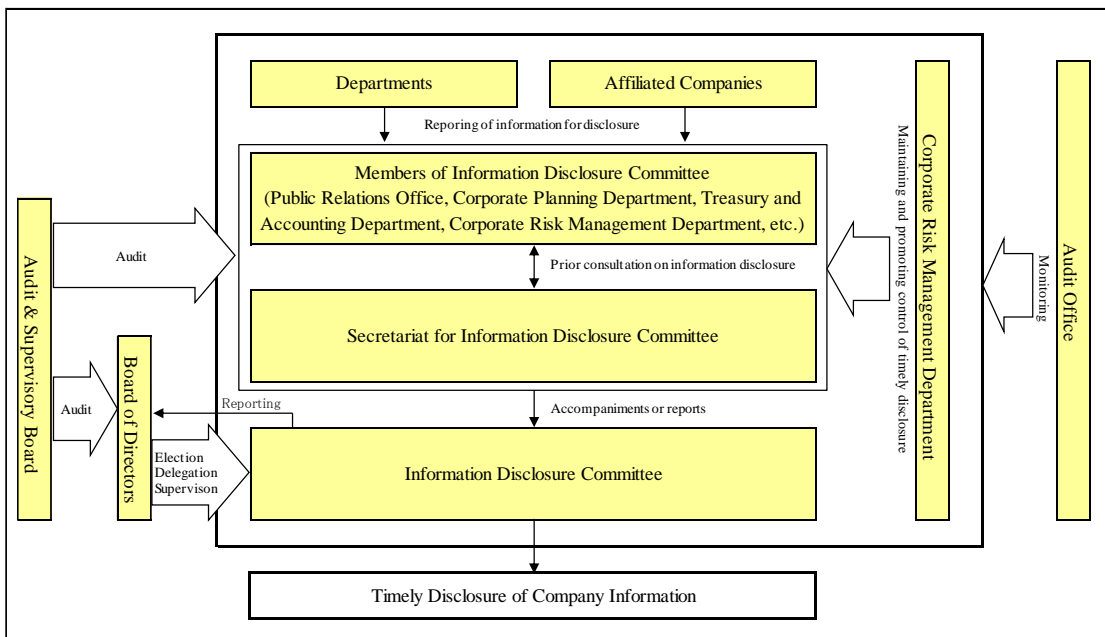 Departments
Affiliated Companies
Reporing of information for disclosure
Members of Information Disclosure Committee
(Public Relations Office, Corporate Planning Department, Treasury and
Accounting Department, Corporate Risk Management Department, etc.)
Audit
Prior consultation on information disclosure
Secretariat for Information Disclosure Committee
Audit & Supervisory Board
Audit
Board of Directors
Reporting
Accompaniments or reports
Election
Delegation
Supervison
Information Disclosure Committee
Maintaining and promoting control of timely disclosure
Corporate Risk Management Department
Monitoring
Audit Office
Timely Disclosure of Company Information